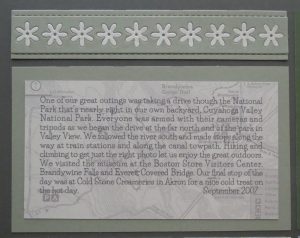 One of our great outings was taking a drive though the National
Park that's nearly right in our own backyard, Cuyahoga Valley
National Park. Everyone was armed with their cameras and
tripods as we began the drive at the far north end of the park in
Valley View. We followed the river south and made stops along the
way at train stations and along the canal towpath. Hiking and
climbing to get just the right photo let us enjoy the great outdoors.
We visited the museum at the Boston Store Visitors Center,
Brandywine Falls and Everet Covered Bridge. Our final stop of the
day was at Cold Stone Creameries in Akron for a nice cold treat on
the hot day.
September 2007